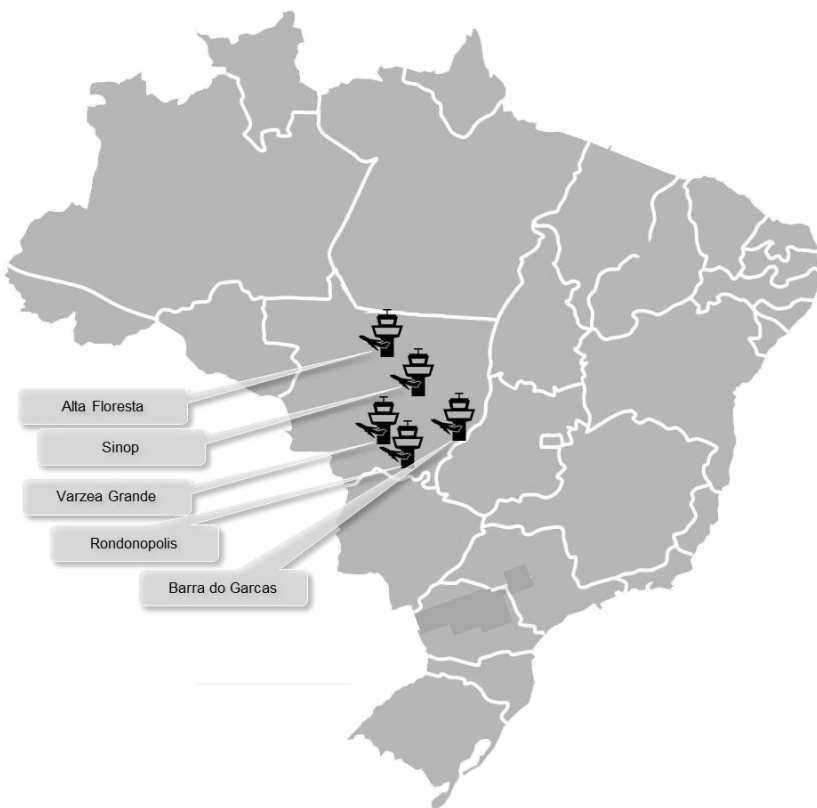 Alta Floresta
Sinop
Varzea Grande
Rondonopolis
Barra do Garcas